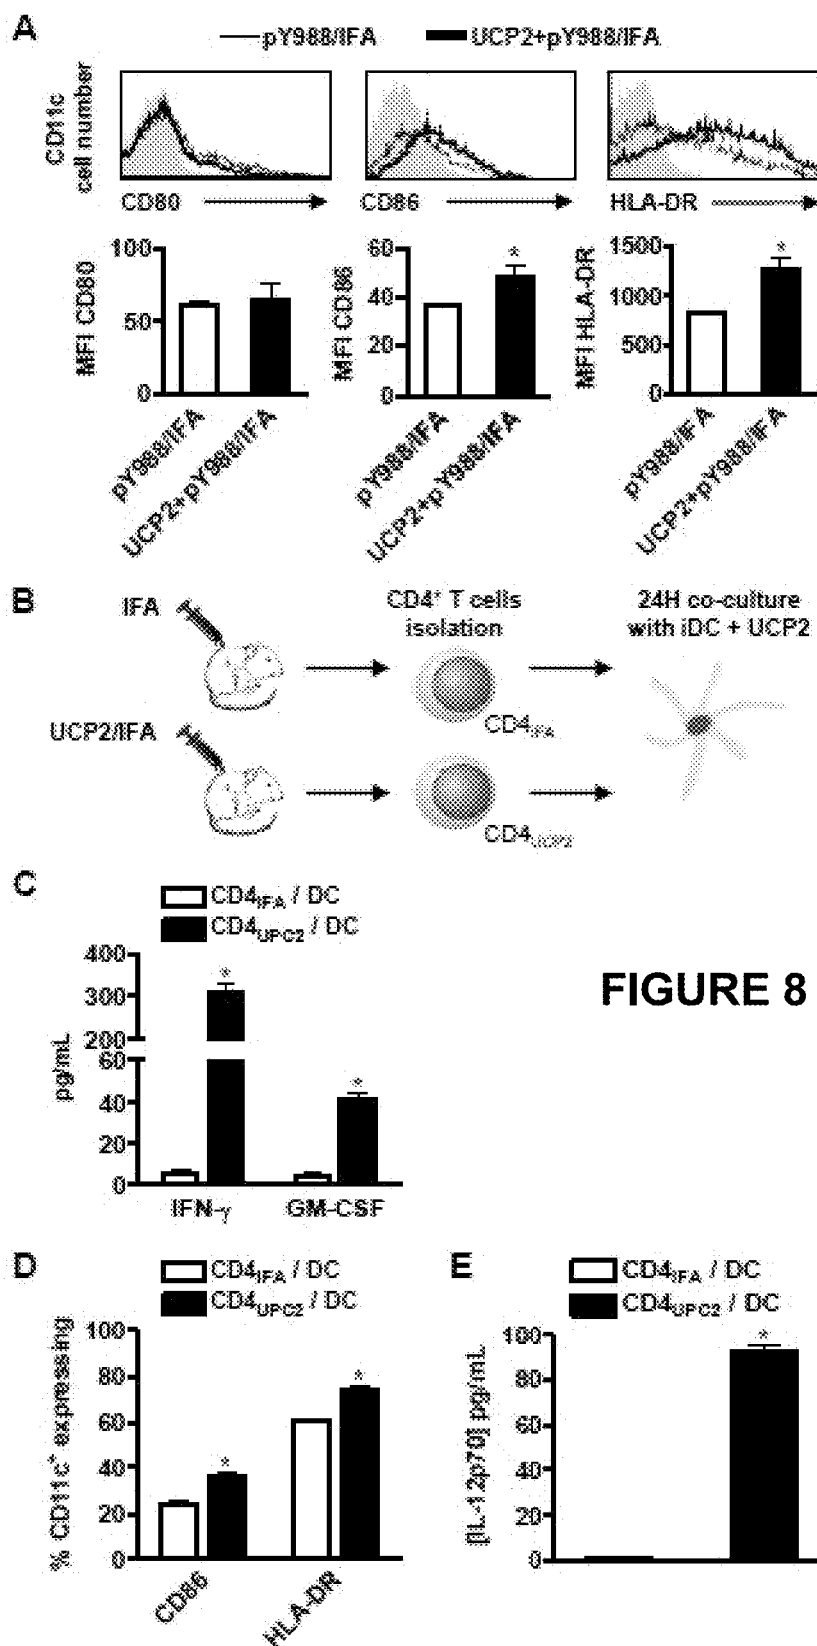 A
pY988/IFA UCP2+pY988/IFA
CD11c
cell number
CD80 CD86 HLA-DR
MFI CD80
100
50
0
pY988/IFA
UCP2+pY988/IFA
MFI CD86
60
40
20
0
*
pY988/IFA
UCP2+pY988/IFA
MFI HLA-DR
1500
1000
500
0
*
pY988/IFA
UCP2+pY988/IFA
B
IFA
CD4+ T cells
isolation
24H co-culture
with iDC + UCP2
CD4IFA
UCP2/IFA
CD4UCP2
C
CD4IFA / DC
CD4UPC2 / DC
pg/mL
400
300
200
60
40
20
0
*
*
IFN-γ GM-CSF
FIGURE 8
D
CD4IFA / DC
CD4UPC2 / DC
% CD11c+ expressing
100
80
60
40
20
0
*
*
CD86
HLA-DR
E
CD4IFA / DC
CD4UPC2 / DC
[IL-12p70] pg/mL
100
80
60
40
20
0
*